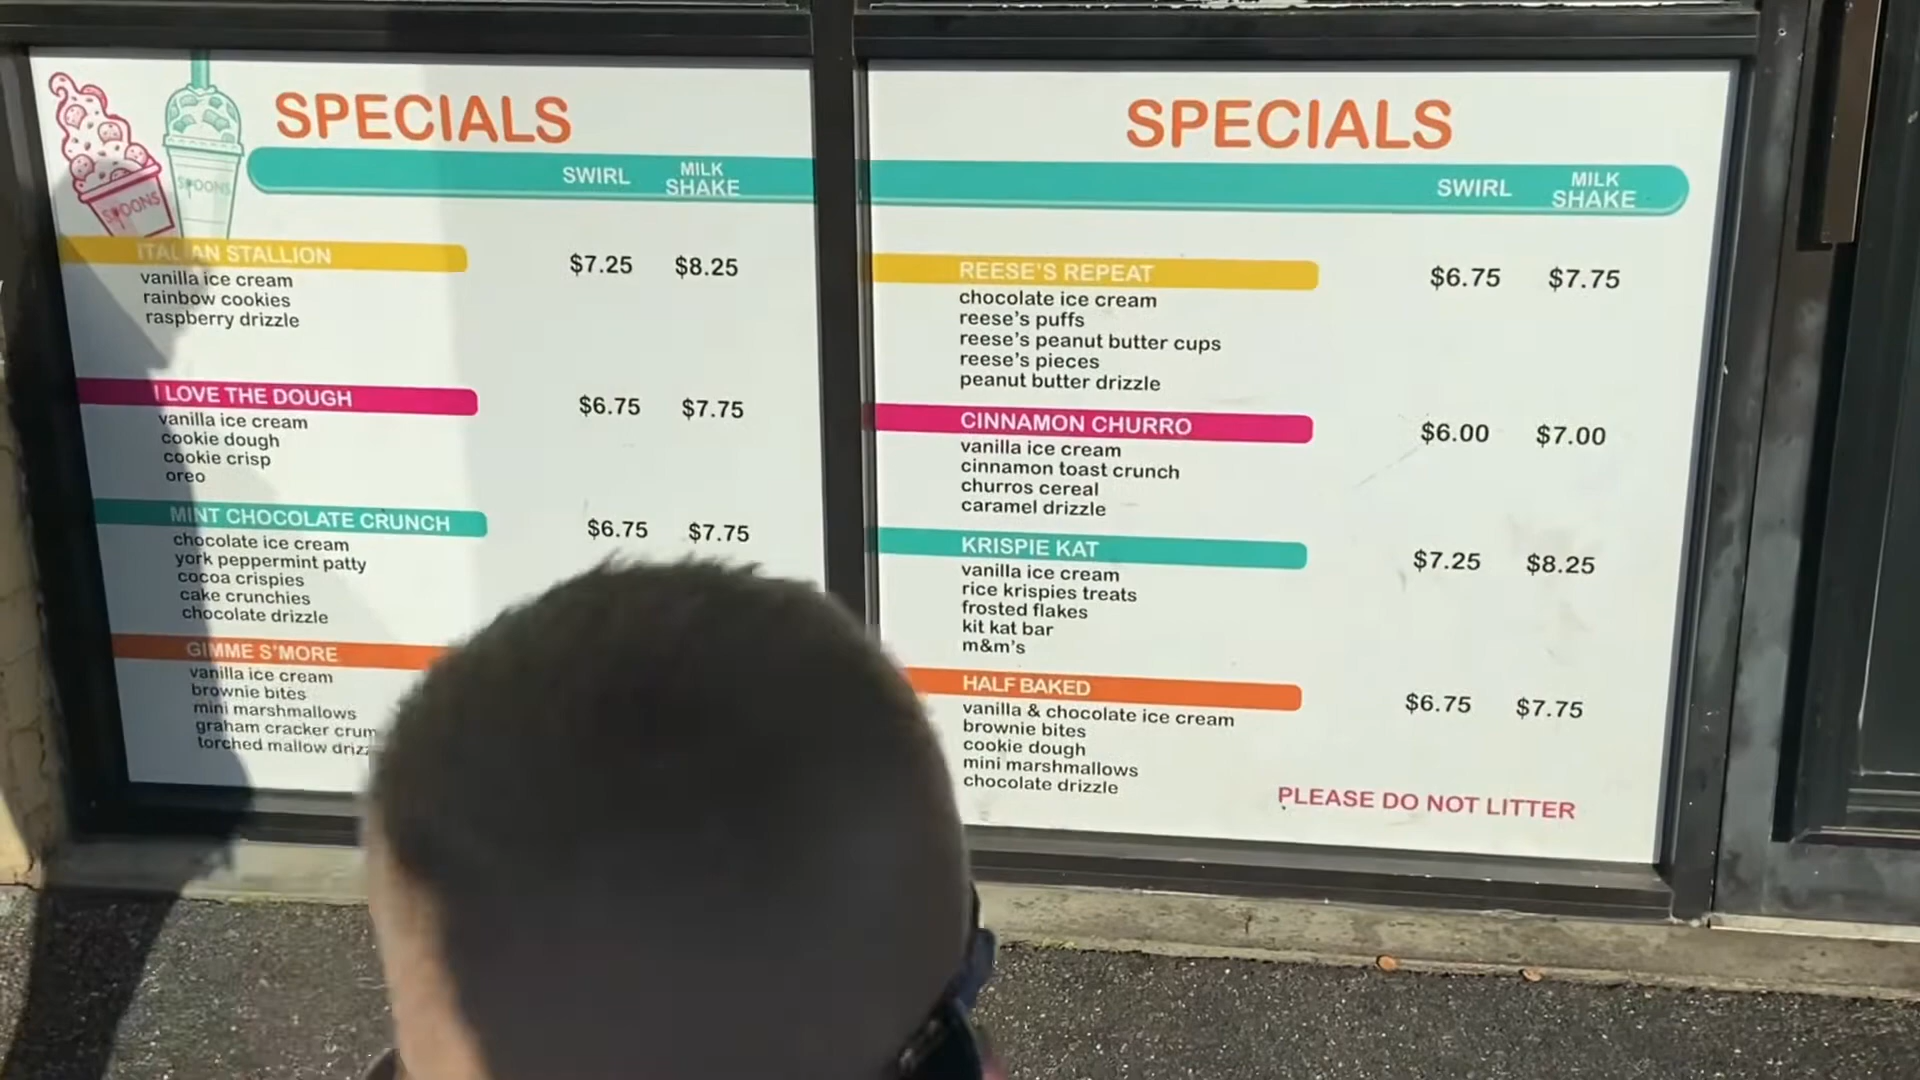 SPECIALS
SWIRL
MILK
SHAKE
SPOONS
SPOONS
ITALIAN STALLION
$7.25 $8.25
vanilla ice cream
rainbow cookies
raspberry drizzle
I LOVE THE DOUGH
$6.75 $7.75
vanilla ice cream
cookie dough
cookie crisp
oreo
MINT CHOCOLATE CRUNCH
$6.75 $7.75
chocolate ice cream
york peppermint patty
cocoa crispies
cake crunchies
chocolate drizzle
GIMME S'MORE
vanilla ice cream
brownie bites
mini marshmallows
graham cracker
torched mallow
SPECIALS
SWIRL
MILK
SHAKE
REESE'S REPEAT
$6.75 $7.75
chocolate ice cream
reese's puffs
reese's peanut butter cups
reese's pieces
peanut butter drizzle
CINNAMON CHURRO
$6.00 $7.00
vanilla ice cream
cinnamon toast crunch
churros cereal
caramel drizzle
KRISPIE KAT
$7.25 $8.25
vanilla ice cream
rice krispies treats
frosted flakes
kit kat bar
m&m's
HALF BAKED
$6.75 $7.75
vanilla & chocolate ice cream
brownie bites
cookie dough
mini marshmallows
chocolate drizzle
PLEASE DO NOT LITTER